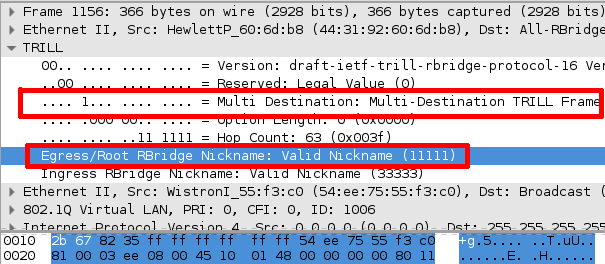 Frame 1156: 366 bytes on wire (2928 bits), 366 bytes captured (2928 bits)
Ethernet II, Src: HewlettP_60:6d:b8 (44:31:92:60:6d:b8), Dst: All-RBridge
TRILL
00.. .... .... .... = Version: draft-ietf-trill-rbridge-protocol-16 Ver
..00 .... .... .... = Reserved: Legal Value (0)
.... 1... .... .... = Multi Destination: Multi-Destination TRILL Frame
.... .000 00.. .... = Option Length: 0 (0x0000)
.... .... ..11 1111 = Hop Count: 63 (0x003f)
Egress/Root RBridge Nickname: Valid Nickname (11111)
Ingress RBridge Nickname: Valid Nickname (33333)
Ethernet II, Src: WistronI_55:f3:c0 (54:ee:75:55:f3:c0), Dst: Broadcast (
802.1Q Virtual LAN, PRI: 0, CFI: 0, ID: 1006
Internet Protocol Version 4, Src: 0.0.0.0 (0.0.0.0), Dst: 255.255.255.255
0010 2b 67 82 35 ff ff ff ff ff ff 54 ee 75 55 f3 c0 +g.5.... ..T.uU..
0020 81 00 03 ee 08 00 45 10 01 48 00 00 00 00 80 11 ......E. .H......